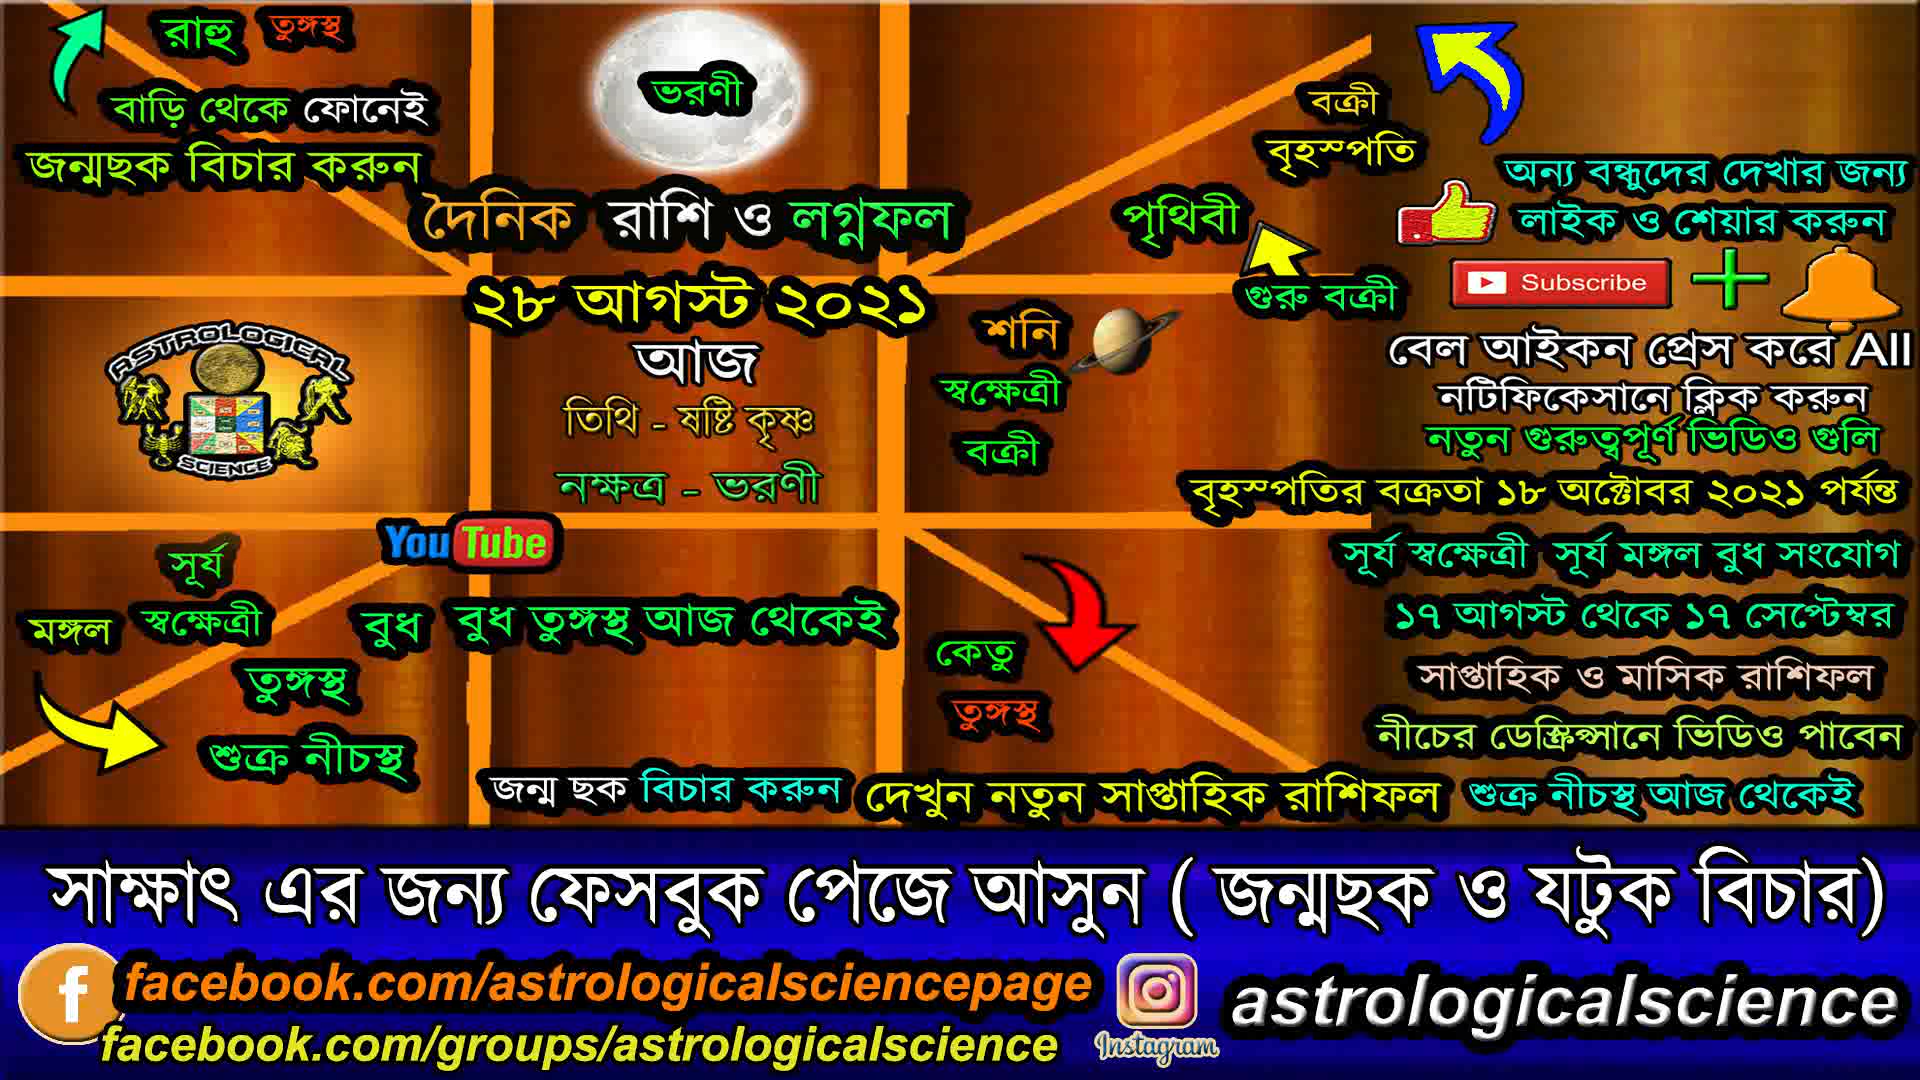 রাহু তুঙ্গস্থ
বাড়ি থেকে ফোনেই
জন্মছক বিচার করুন
ভরণী
দৈনিক রাশি ও লগ্নফল
২৮ আগস্ট ২০২১
আজ
তিথি - ষষ্টি কৃষ্ণ
নক্ষত্র - ভরণী
বক্রী
বৃহস্পতি
পৃথিবী
গুরু বক্রী
শনি
স্বক্ষেত্রী
বক্রী
অন্য বন্ধুদের দেখার জন্য
লাইক ও শেয়ার করুন
Subscribe
বেল আইকন প্রেস করে All
নটিফিকেসানে ক্লিক করুন
নতুন গুরুত্বপূর্ণ ভিডিও গুলি
বৃহস্পতির বক্রতা ১৮ অক্টোবর ২০২১ পর্যন্ত
সূর্য স্বক্ষেত্রী সূর্য মঙ্গল বুধ সংযোগ
১৭ আগস্ট থেকে ১৭ সেপ্টেম্বর
সাপ্তাহিক ও মাসিক রাশিফল
নীচের ডেস্ক্রিপ্সানে ভিডিও পাবেন
শুক্র নীচস্থ আজ থেকেই
ASTROLOGICAL
SCIENCE
YouTube
সূর্য
স্বক্ষেত্রী
মঙ্গল
বুধ
বুধ তুঙ্গস্থ আজ থেকেই
তুঙ্গস্থ
শুক্র নীচস্থ
কেতু
তুঙ্গস্থ
জন্ম ছক বিচার করুন
দেখুন নতুন সাপ্তাহিক রাশিফল
সাক্ষাৎ এর জন্য ফেসবুক পেজে আসুন ( জন্মছক ও যটুক বিচার)
facebook.com/astrologicalsciencepage
facebook.com/groups/astrologicalscience
Instagram
astrologicalscience